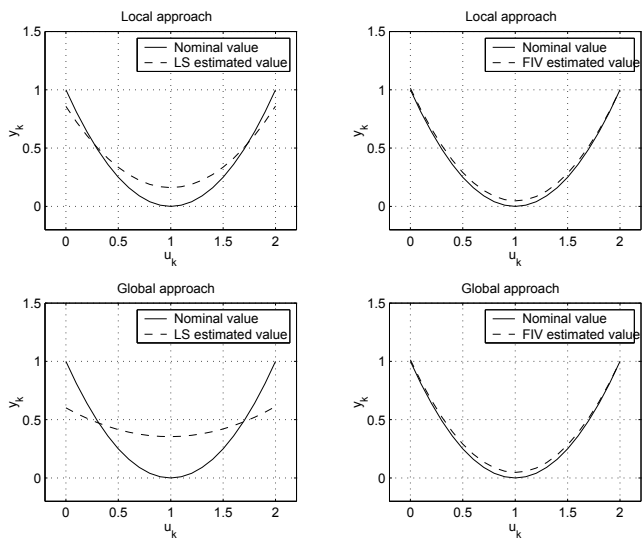 Local approach
1.5
1
0.5
0
y_k
0 0.5 1 1.5 2
u_k
Nominal value
LS estimated value
Local approach
1.5
1
0.5
0
y_k
0 0.5 1 1.5 2
u_k
Nominal value
FIV estimated value
Global approach
1.5
1
0.5
0
y_k
0 0.5 1 1.5 2
u_k
Nominal value
LS estimated value
Global approach
1.5
1
0.5
0
y_k
0 0.5 1 1.5 2
u_k
Nominal value
FIV estimated value